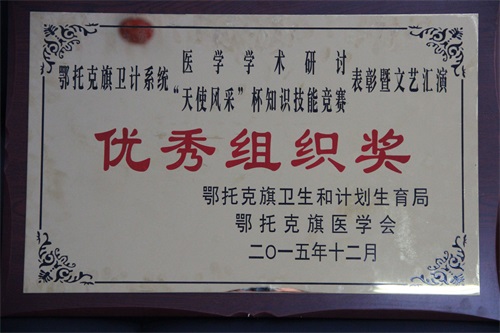 鄂托克旗卫计系统 医学学术研讨 表彰暨文艺汇演
“天使风采”杯知识技能竞赛
优秀组织奖
鄂托克旗卫生和计划生育局
鄂托克旗医学会
二〇一五年十二月